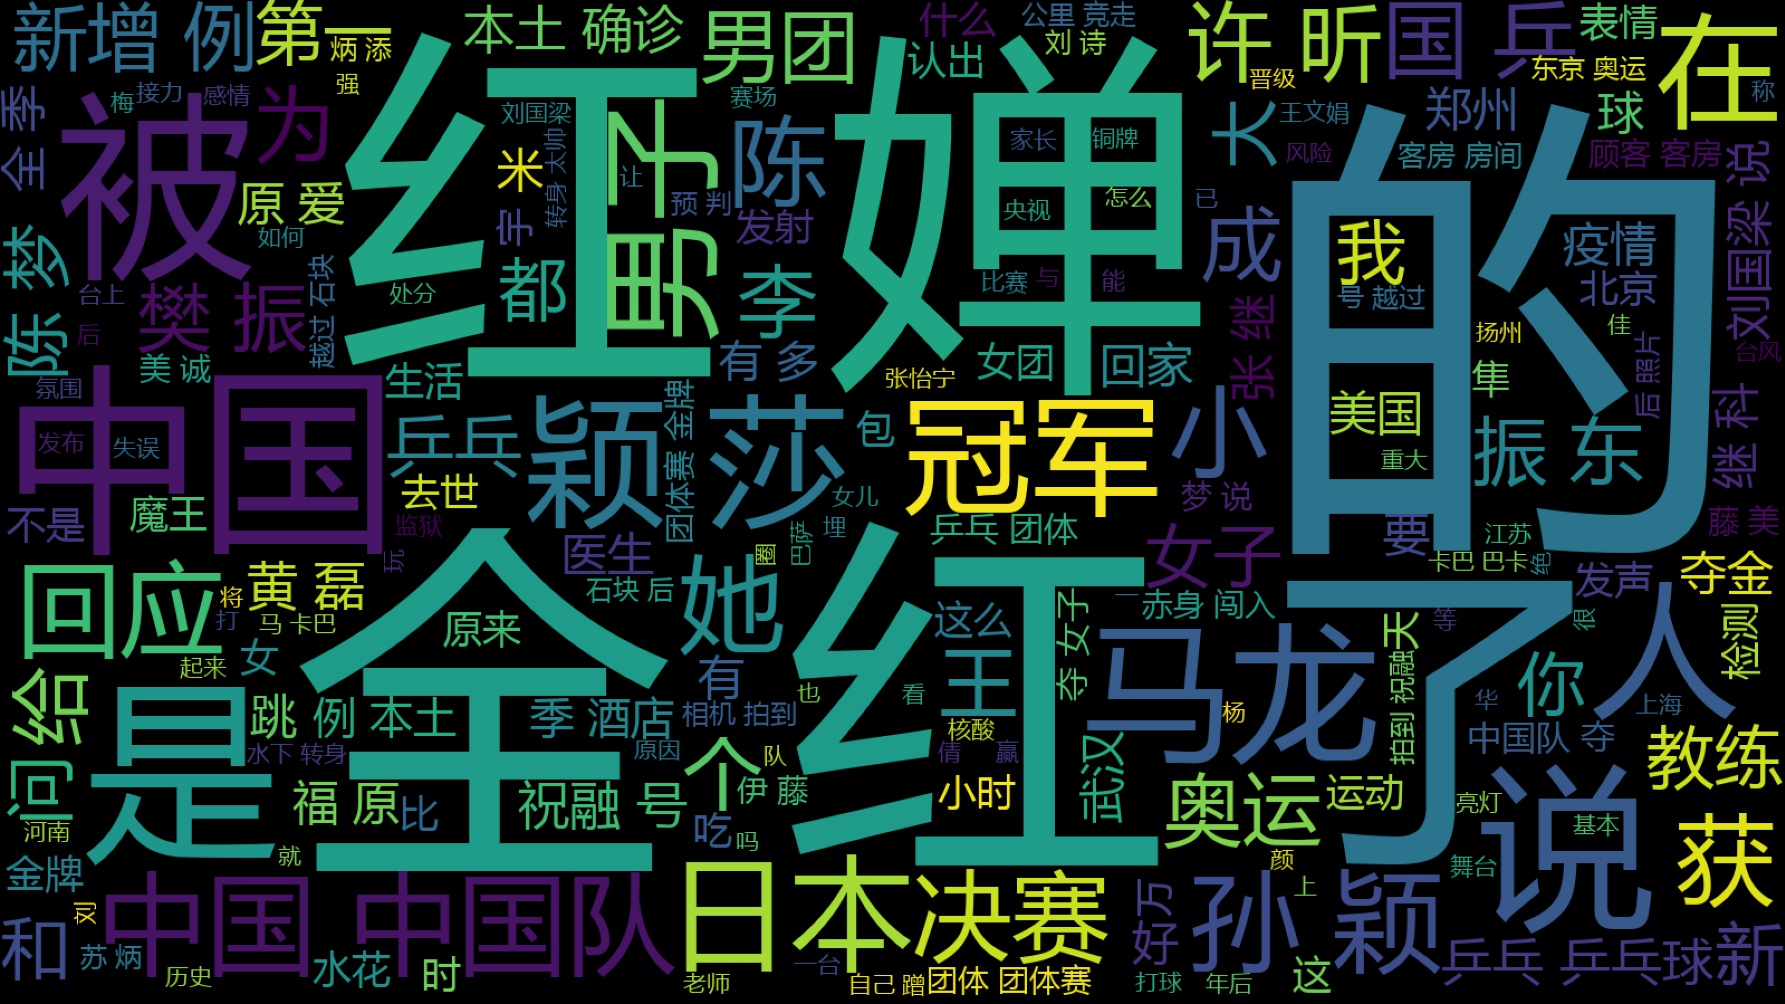 新增 例
第一
炳 添
强
本土 确诊
男团
什么
认出
公里 竞走
刘 诗
许 昕
晋级
国 乒
表情
东京 奥运
在
全 季
梅
接力
感情
被
为
红 婵
刘国梁
男子
赛场
陈
家长
铜牌
大
王文娟
风险
郑州
球
称
客房 房间
顾客 客房
的
米
转身 太帅
让
宇
预 判
发射
央视
怎么
已
成
我
疫情
北京
说
刘国梁
陈 梦
原 爱
如何
台上
后
樊 振
越过 石块
处分
都
李
比赛
与
能
号 越过
扬州
佳
台风
美 诚
氛围
生活
有 多
张怡宁
女团
回家
张 继
美国
隼
后 照片
中国
发布
失误
乒乓
颖 莎
团体赛 金牌
包
冠军
小
重大
振 东
继 科
不是
魔王
去世
监狱
女儿
梦 说
藤 美
医生
巴萨
埋
乒乓 团体
女子
要
江苏
卡巴 巴卡
绝
玩
圈
回应
将
打
黄 磊
马 卡巴
全 红
原来
石块 后
她
这么
夺 女子
一
赤身 闯入
了
发声
夺金
等
很
人
检测
给
起来
女
有
王
马龙
天
拍到 祝融
你
是
跳
例 本土
季 酒店
相机 拍到
也
看
核酸
杨
华
上海
中国队 夺
教练
问
水下 转身
原因
个
队
倩
赢
武汉
福 原
比
祝融 号
伊 藤
小时
奥运
运动
亮灯
说
基本
获
河南
就
吃
吗
颜
舞台
金牌
中国 中国队
日本
决赛
好万
上
孙 颖
和
刘
苏 炳
历史
水花
时
老师
一台
自己 蹭
团体 团体赛
打球
年后
这
乒乓 乒乓球
新